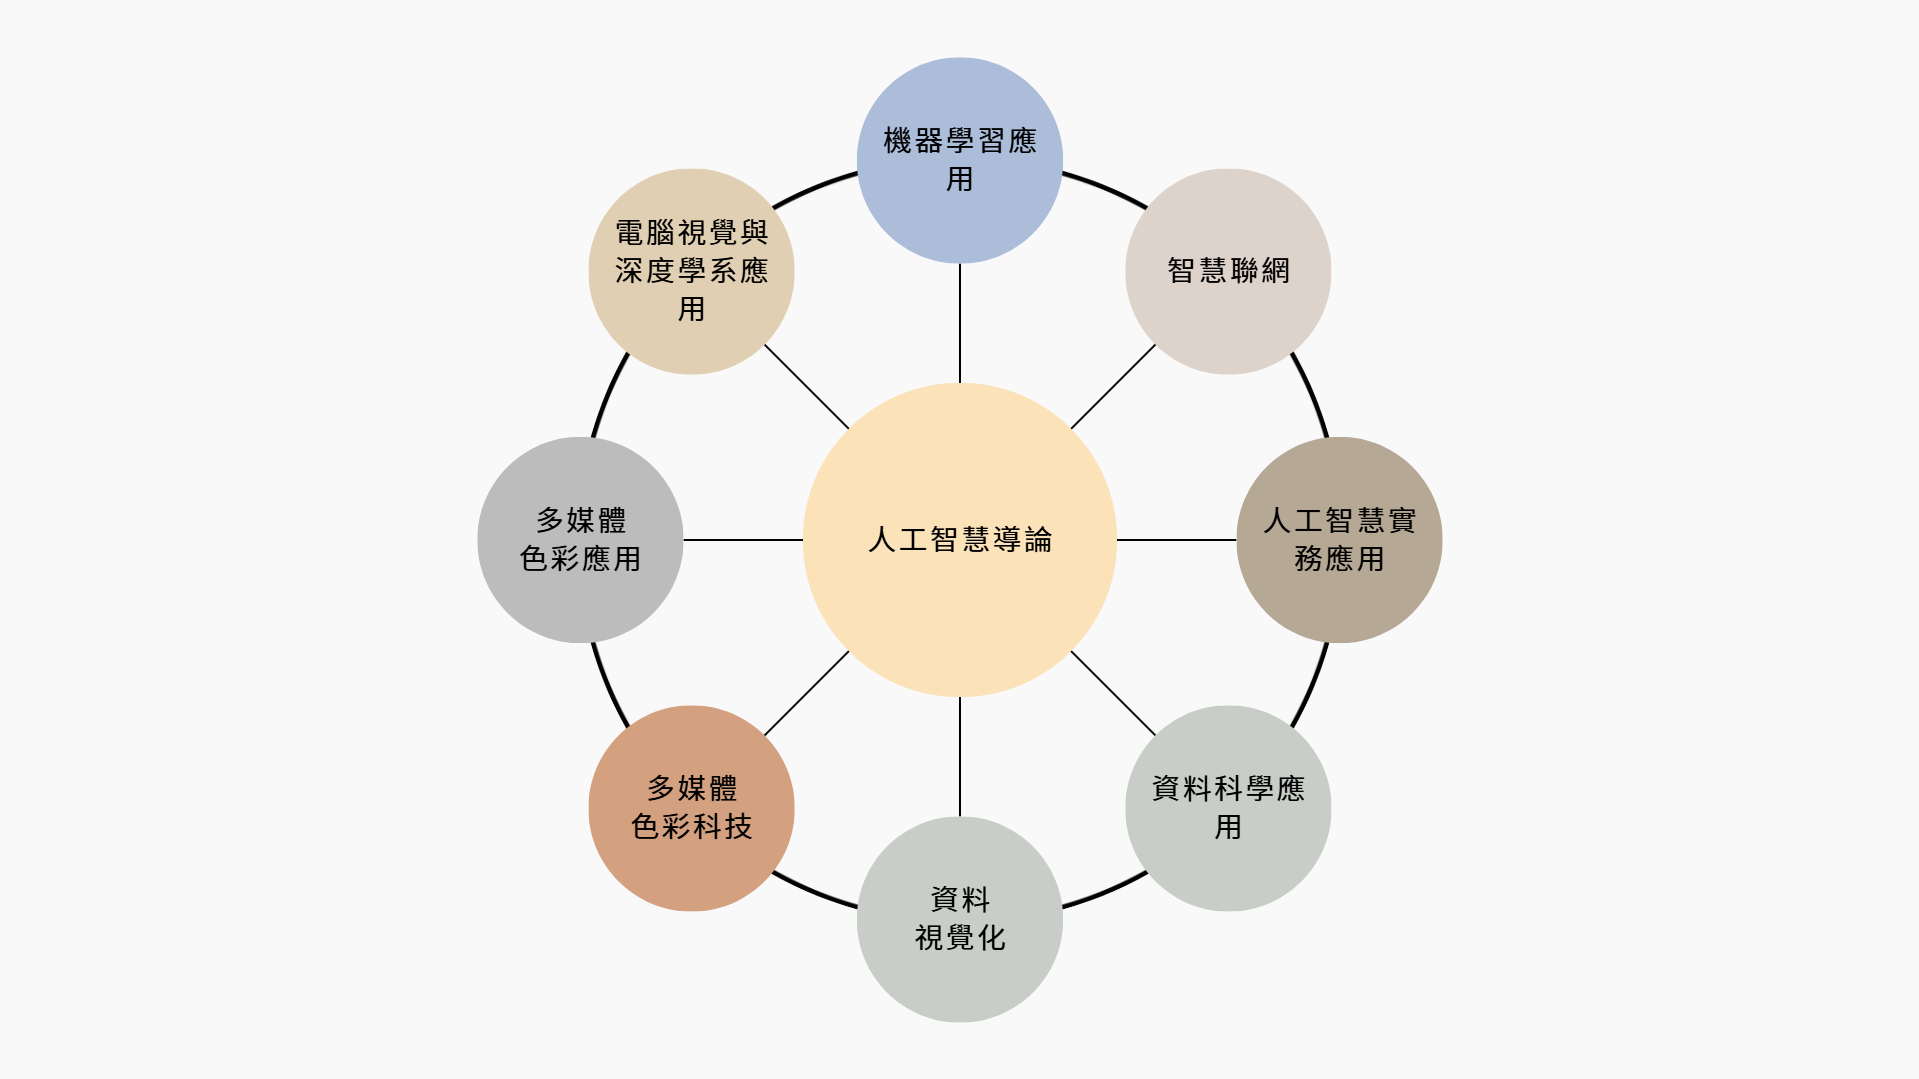 機器學習應
用
智慧聯網
人工智慧實
務應用
資料科學應
用
資料
視覺化
多媒體
色彩科技
多媒體
色彩應用
電腦視覺與
深度學系應
用
人工智慧導論